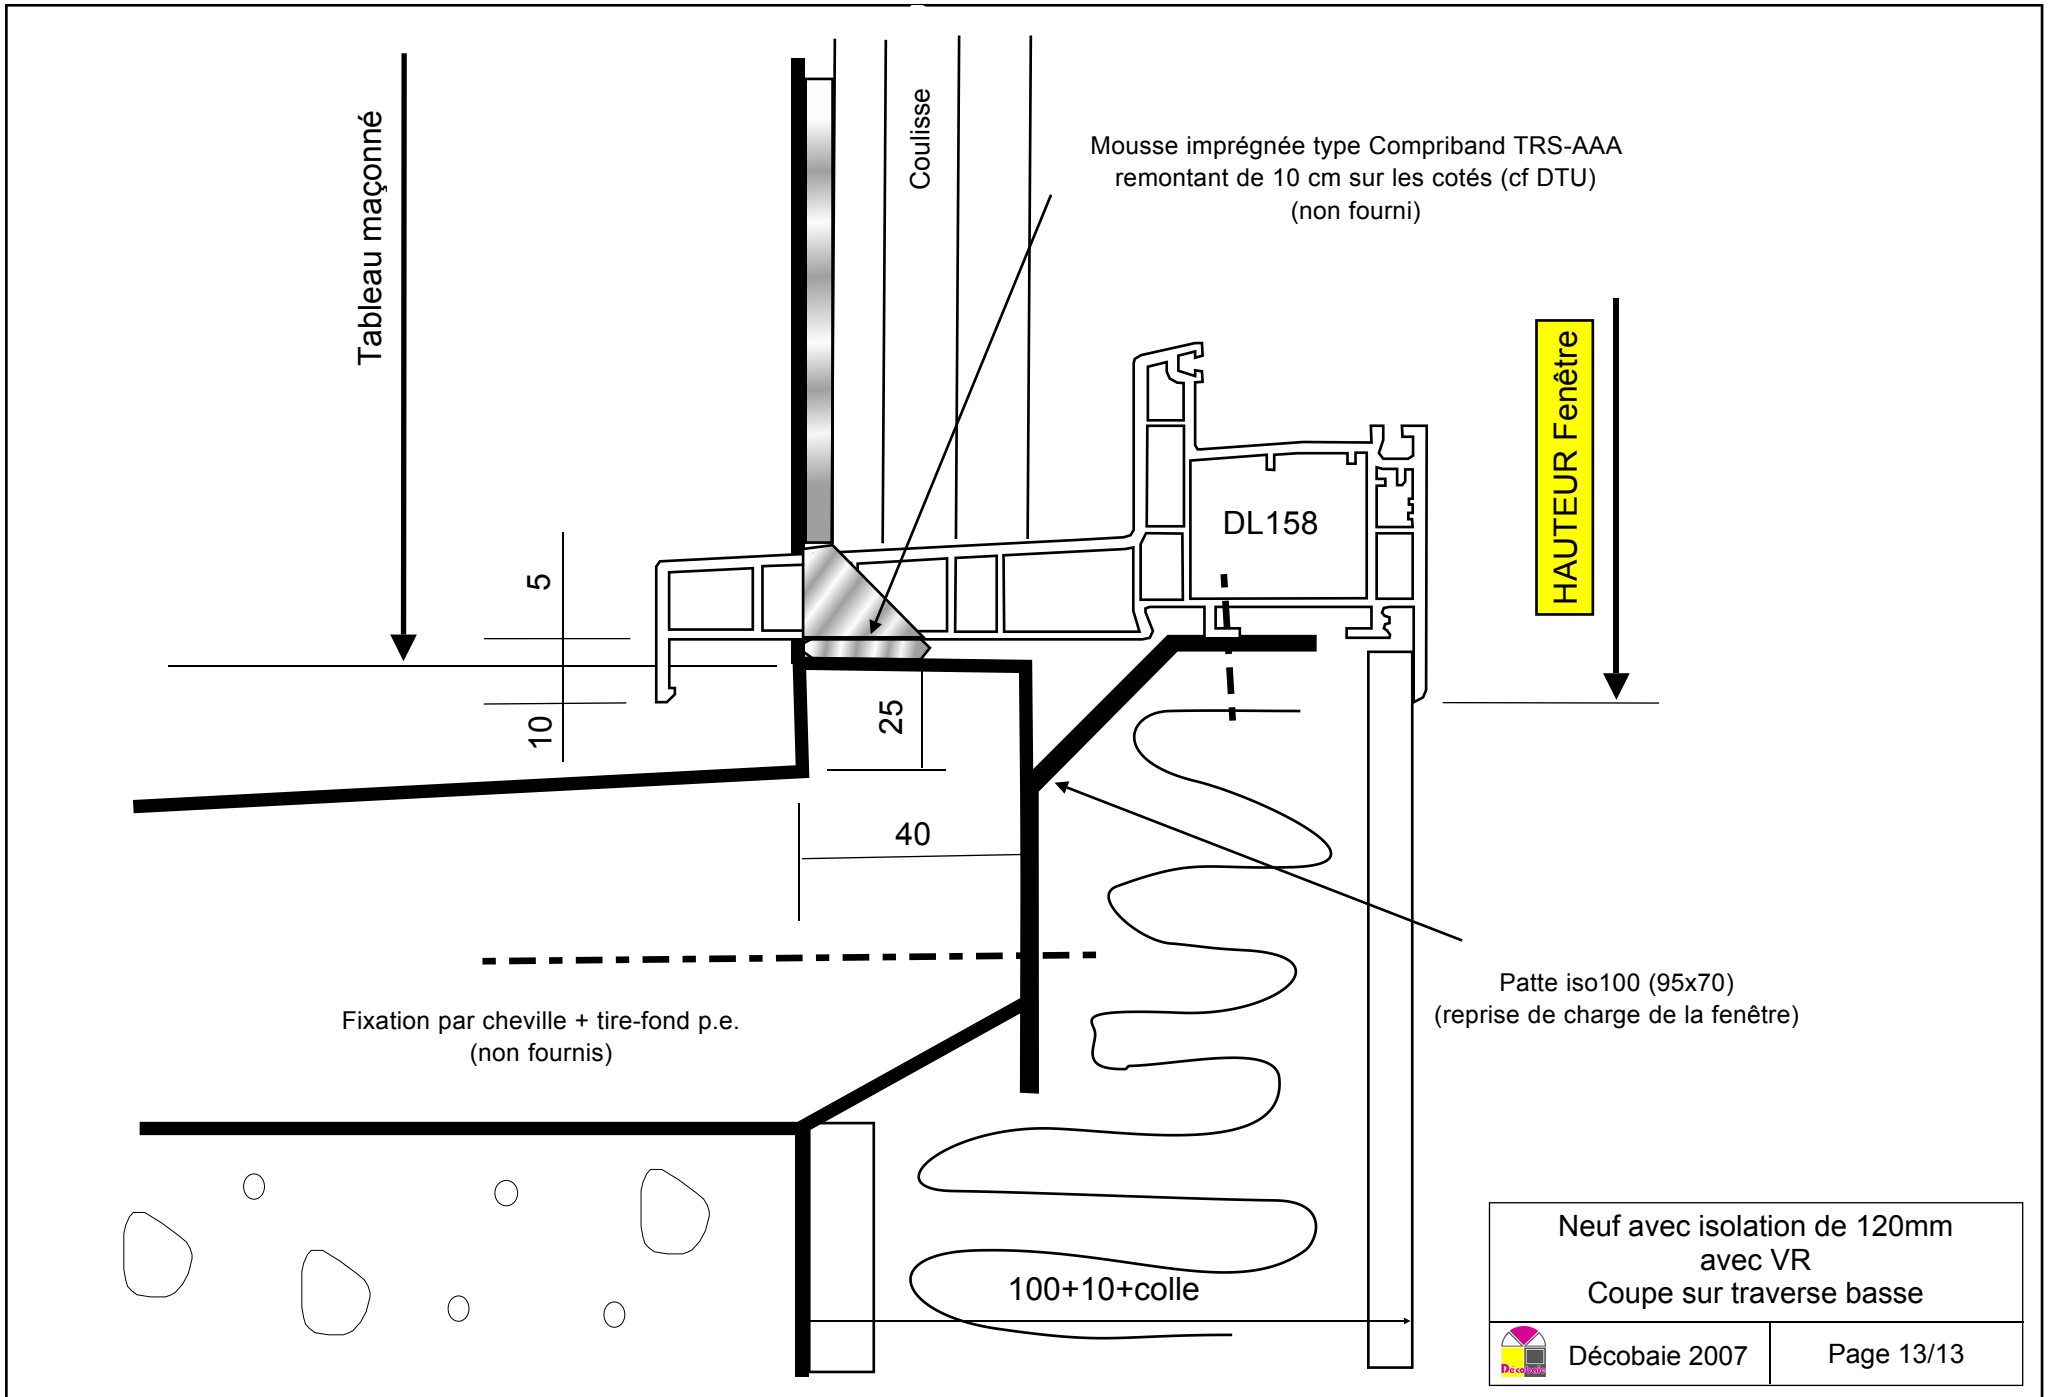 Tableau maçonné
Coulisse
Mousse imprégnée type Compriband TRS-AAA
remontant de 10 cm sur les cotés (cf DTU)
(non fourni)
HAUTEUR Fenêtre
DL158
5
10
25
40
Fixation par cheville + tire-fond p.e.
(non fournis)
Patte iso100 (95x70)
(reprise de charge de la fenêtre)
100+10+colle
Neuf avec isolation de 120mm
avec VR
Coupe sur traverse basse
Décobaie
Décobaie 2007
Page 13/13